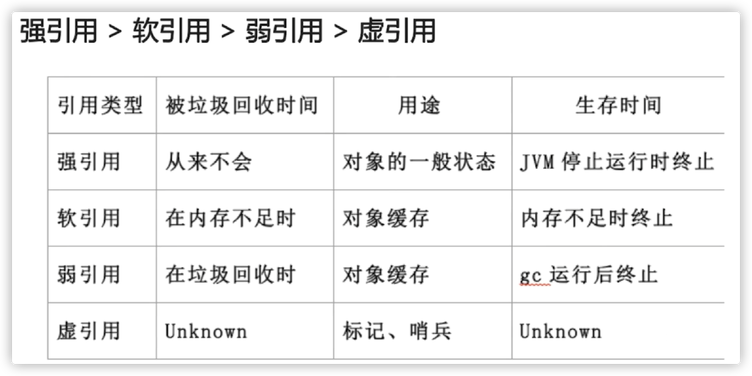 强引用 > 软引用 > 弱引用 > 虚引用
引用类型 被垃圾回收时间 用途 生存时间
强引用 从来不会 对象的一般状态 JVM 停止运行时终止
软引用 在内存不足时 对象缓存 内存不足时终止
弱引用 在垃圾回收时 对象缓存 gc 运行后终止
虚引用 Unknown 标记、哨兵 Unknown